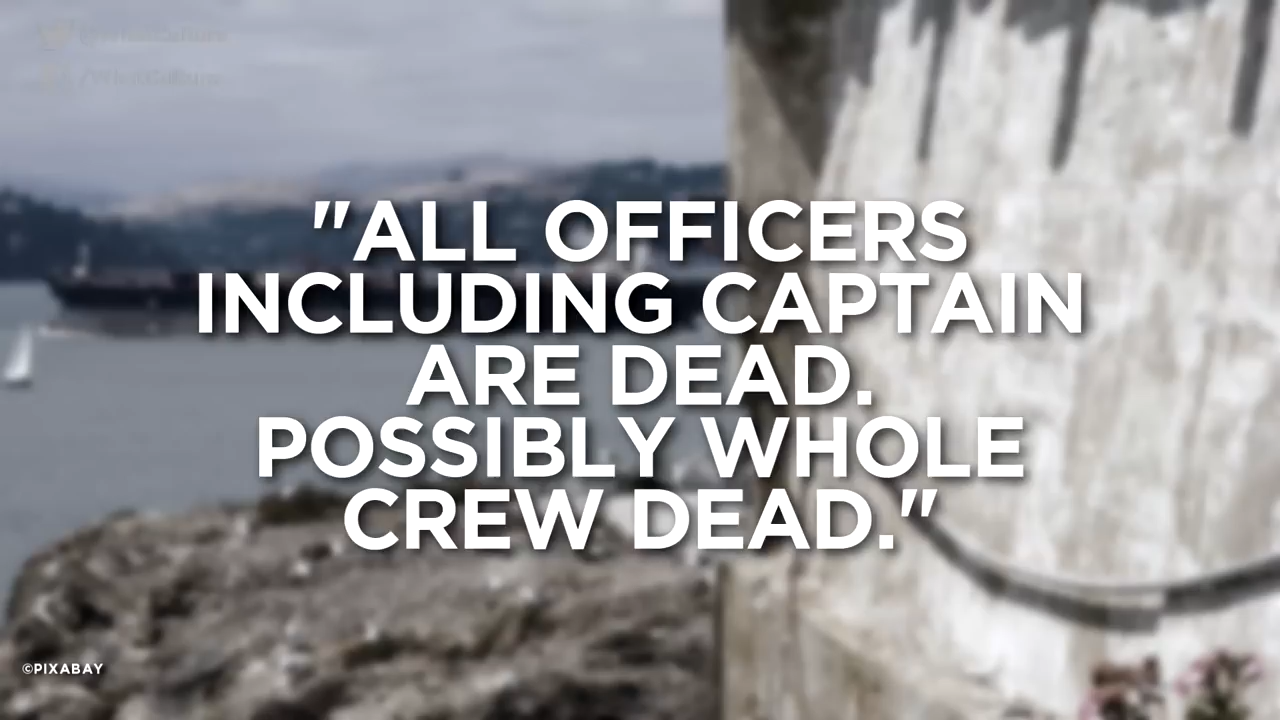 "ALL OFFICERS
INCLUDING CAPTAIN
ARE DEAD.
POSSIBLY WHOLE
CREW DEAD."
©PIXABAY